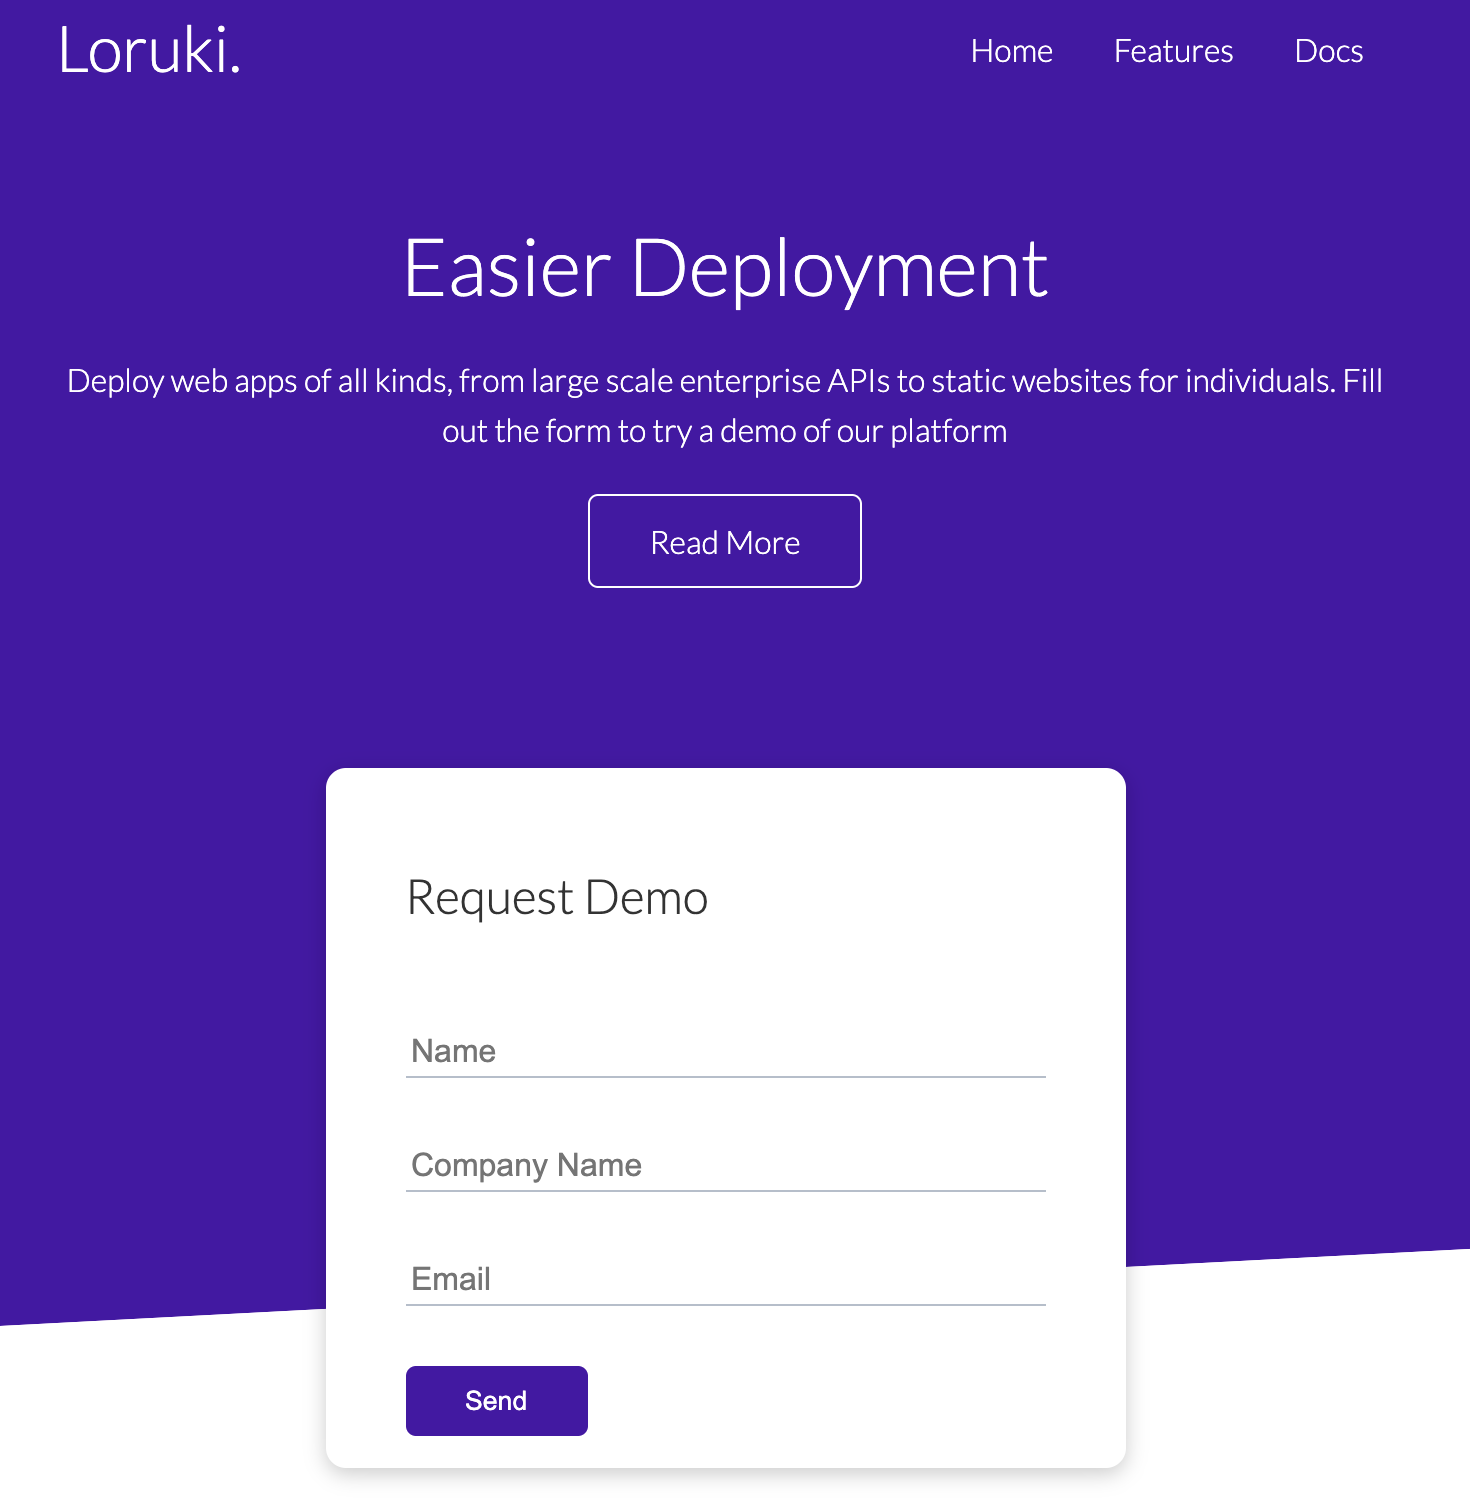 Loruki.
Home Features Docs
Easier Deployment
Deploy web apps of all kinds, from large scale enterprise APIs to static websites for individuals. Fill
out the form to try a demo of our platform
Read More
Request Demo
Name
Company Name
Email
Send